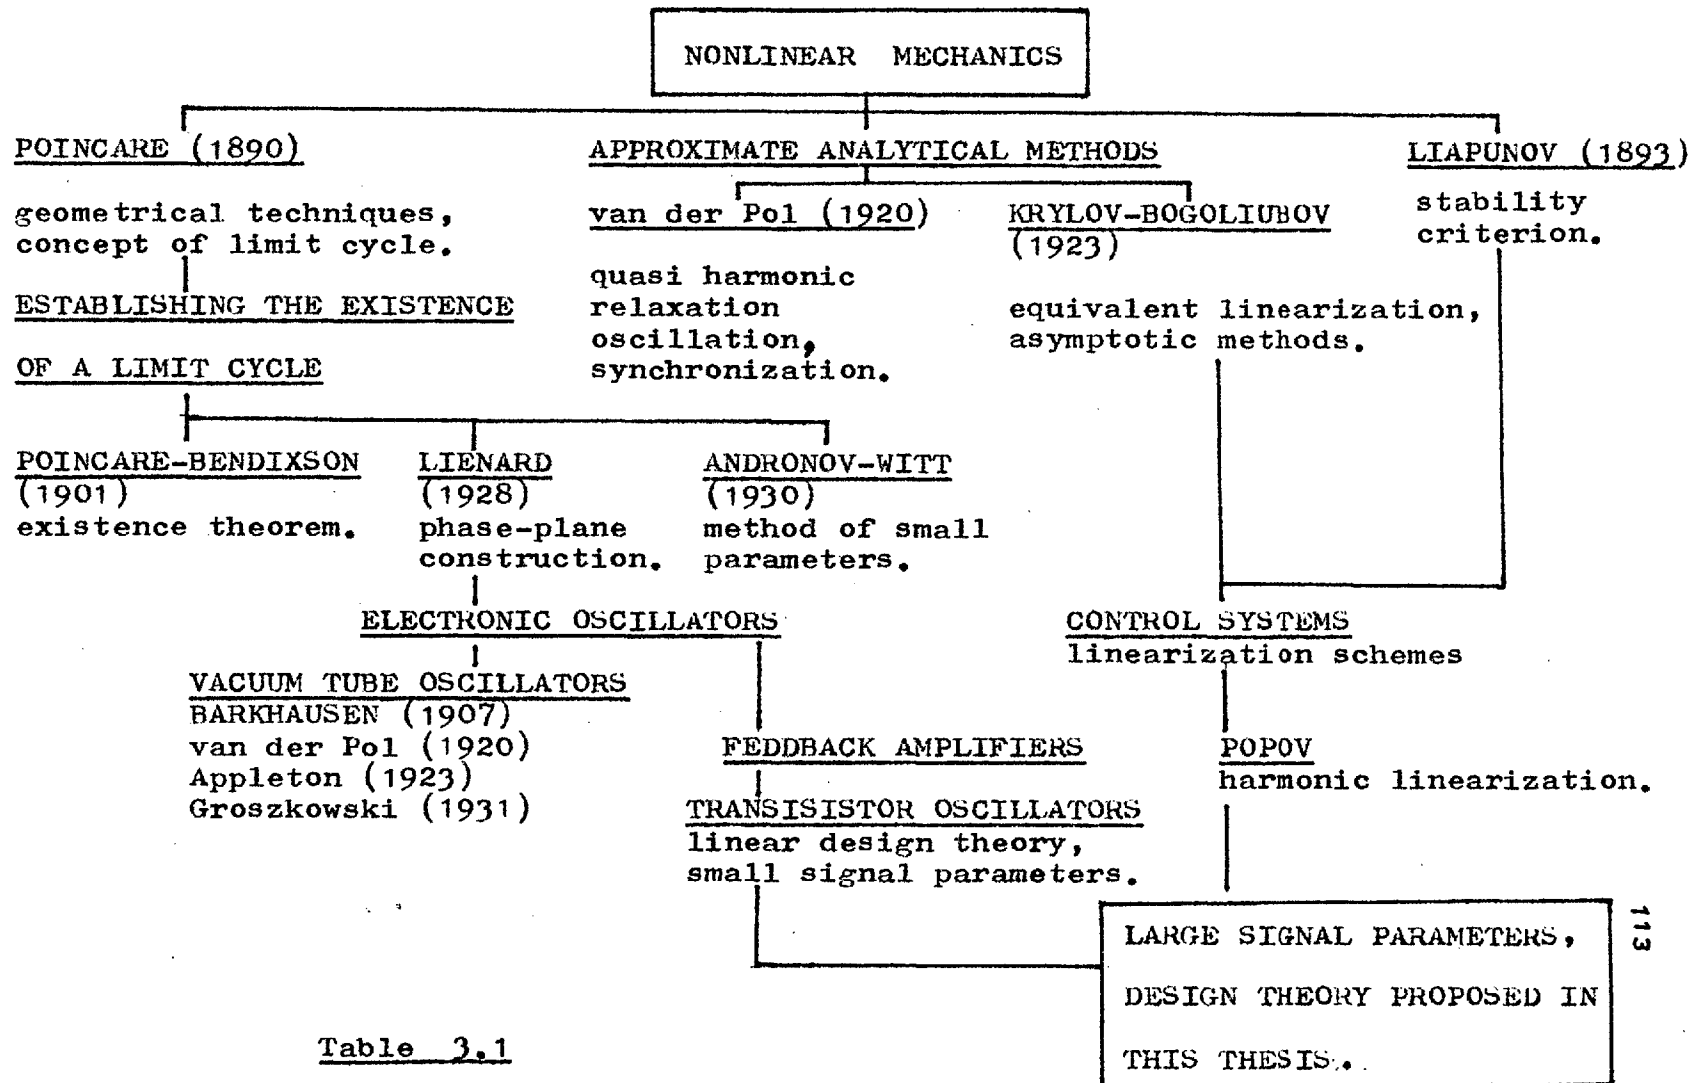 NONLINEAR MECHANICS
POINCARE (1890)
geometrical techniques,
concept of limit cycle.
ESTABLISHING THE EXISTENCE
OF A LIMIT CYCLE
APPROXIMATE ANALYTICAL METHODS
van der Pol (1920)
quasi harmonic
relaxation
oscillation,
synchronization.
KRYLOV-BOGOLIUBOV
(1923)
equivalent linearization,
asymptotic methods.
LIAPUNOV (1893)
stability
criterion.
POINCARE-BENDIXSON
(1901)
existence theorem.
LIENARD
(1928)
phase-plane
construction.
ANDRONOV-WITT
(1930)
method of small
parameters.
ELECTRONIC OSCILLATORS
VACUUM TUBE OSCILLATORS
BARKHAUSEN (1907)
van der Pol (1920)
Appleton (1923)
Groszkowski (1931)
FEDDBACK AMPLIFIERS
TRANSISISTOR OSCILLATORS
linear design theory,
small signal parameters.
CONTROL SYSTEMS
linearization schemes
POPOV
harmonic linearization.
LARGE SIGNAL PARAMETERS,
DESIGN THEORY PROPOSED IN
THIS THESIS.
113
Table 3.1